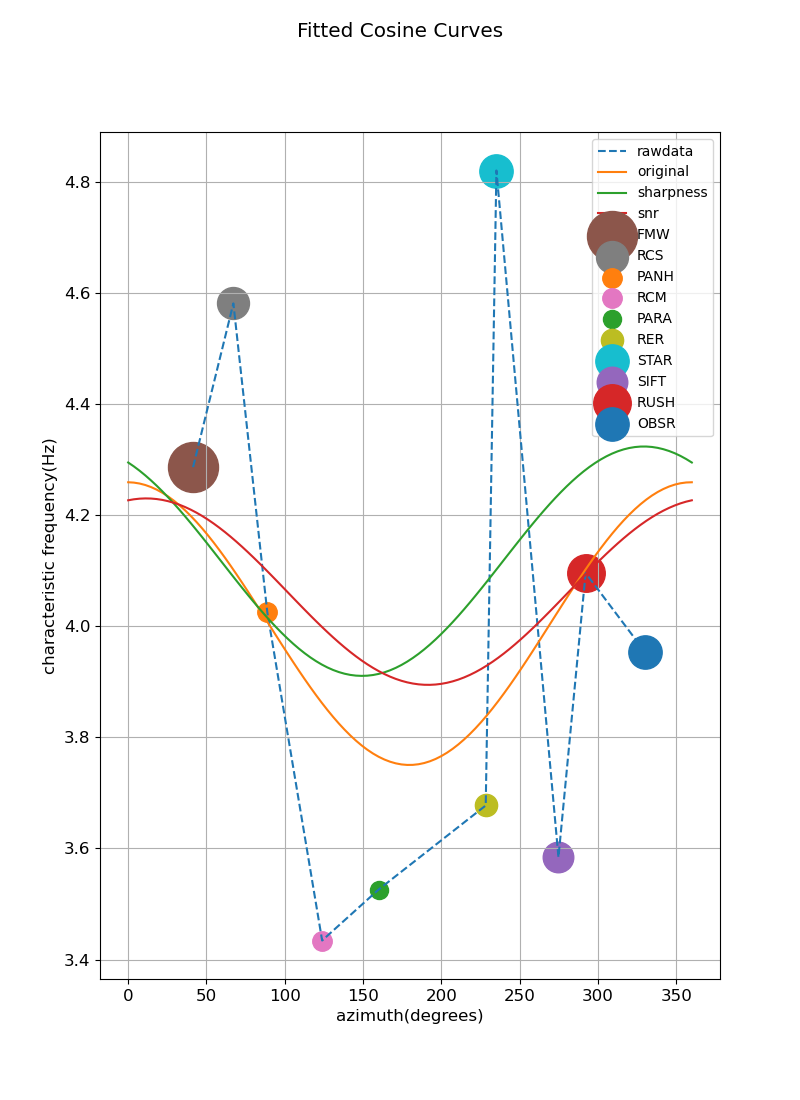 Fitted Cosine Curves
rawdata
original
sharpness
snr
FMW
RCS
PANH
RCM
PARA
RER
STAR
SIFT
RUSH
OBSR
characteristic frequency(Hz)
4.8
4.6
4.4
4.2
4.0
3.8
3.6
3.4
0 50 100 150 200 250 300 350
azimuth(degrees)